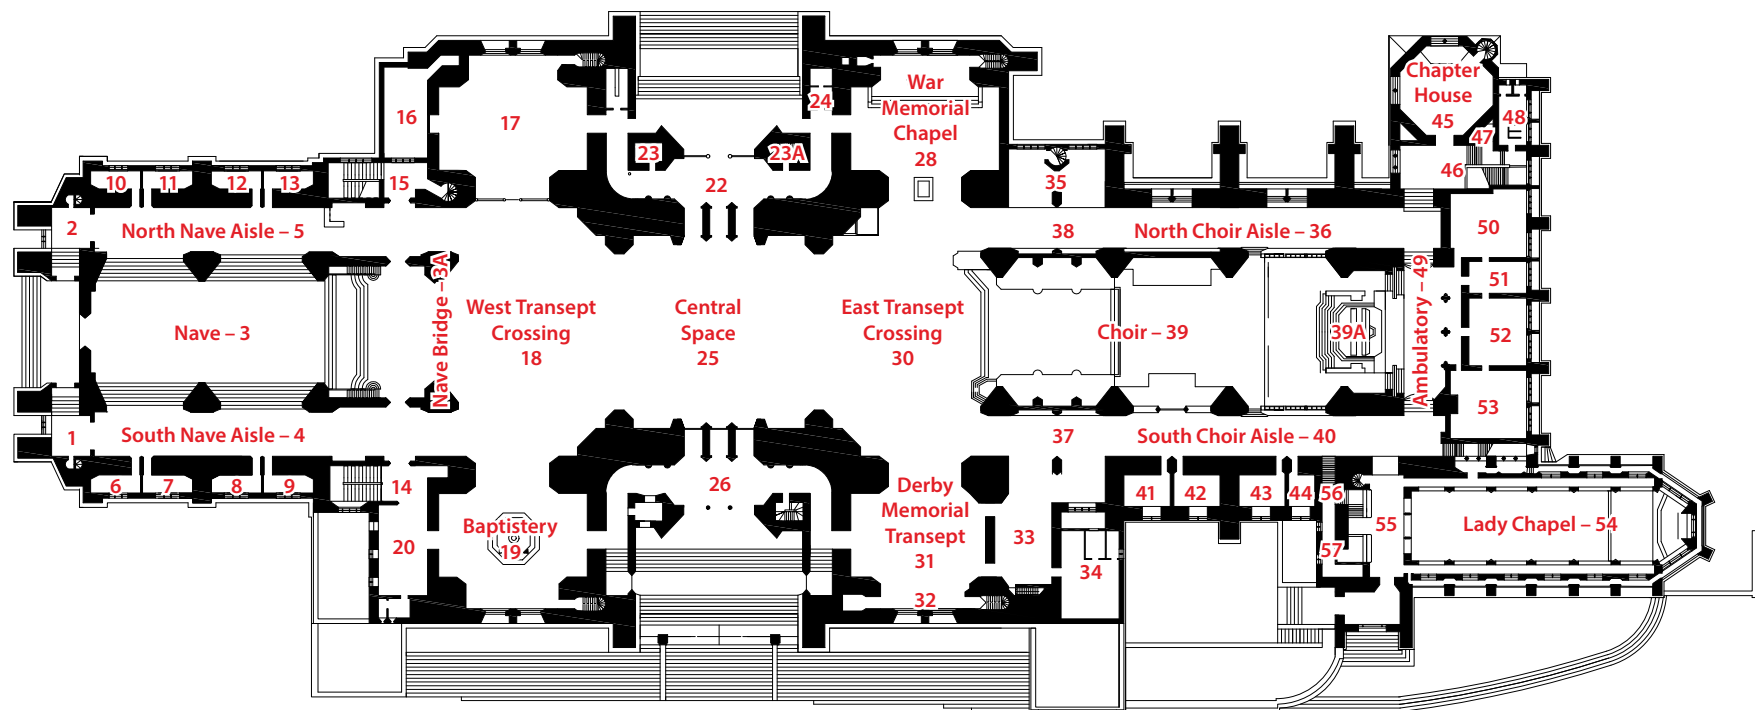 War
Memorial
Chapel
28
Chapter
House
45
16
17
24
48
47
23
23A
46
10
11
12
13
15
22
35
2
North Nave Aisle – 5
38
North Choir Aisle – 36
50
Nave Bridge – 3A
Ambulatory – 49
51
Nave – 3
West Transept
Crossing
18
Central
Space
25
East Transept
Crossing
30
Choir – 39
39A
52
53
1
South Nave Aisle – 4
37
South Choir Aisle – 40
6
7
8
9
14
26
Derby
Memorial
Transept
31
32
41
42
43
44
56
55
Lady Chapel – 54
Baptistery
19
20
33
57
34